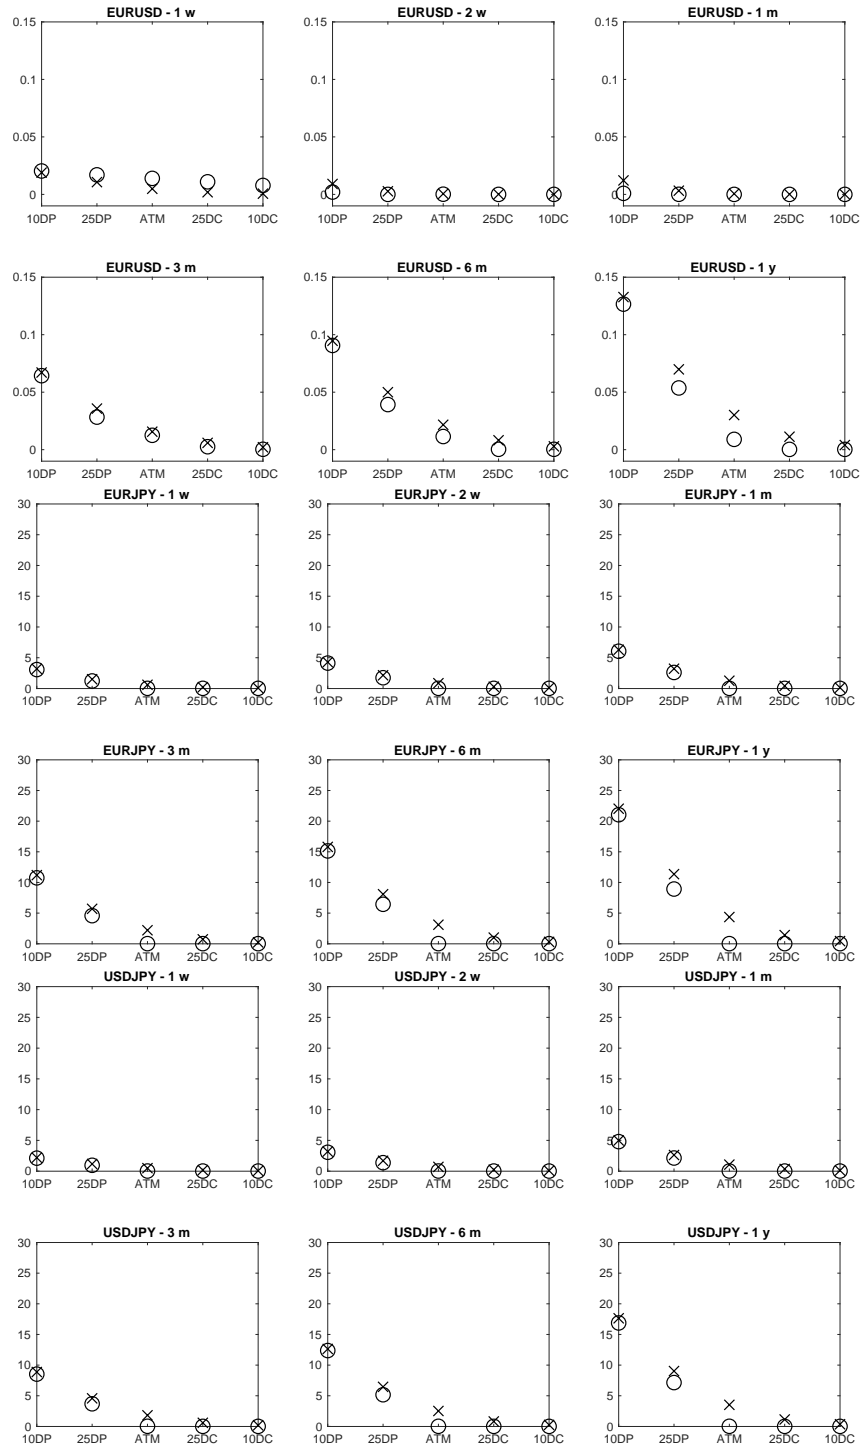 EURUSD - 1 w EURUSD - 2 w EURUSD - 1 m
0.15 0.15 0.15
0.1 0.1 0.1
0.05 0.05 0.05
0 0 0
10DP 25DP ATM 25DC 10DC 10DP 25DP ATM 25DC 10DC 10DP 25DP ATM 25DC 10DC
EURUSD - 3 m EURUSD - 6 m EURUSD - 1 y
0.15 0.15 0.15
0.1 0.1 0.1
0.05 0.05 0.05
0 0 0
10DP 25DP ATM 25DC 10DC 10DP 25DP ATM 25DC 10DC 10DP 25DP ATM 25DC 10DC
EURJPY - 1 w EURJPY - 2 w EURJPY - 1 m
30 30 30
25 25 25
20 20 20
15 15 15
10 10 10
5 5 5
0 0 0
10DP 25DP ATM 25DC 10DC 10DP 25DP ATM 25DC 10DC 10DP 25DP ATM 25DC 10DC
EURJPY - 3 m EURJPY - 6 m EURJPY - 1 y
30 30 30
25 25 25
20 20 20
15 15 15
10 10 10
5 5 5
0 0 0
10DP 25DP ATM 25DC 10DC 10DP 25DP ATM 25DC 10DC 10DP 25DP ATM 25DC 10DC
USDJPY - 1 w USDJPY - 2 w USDJPY - 1 m
30 30 30
25 25 25
20 20 20
15 15 15
10 10 10
5 5 5
0 0 0
10DP 25DP ATM 25DC 10DC 10DP 25DP ATM 25DC 10DC 10DP 25DP ATM 25DC 10DC
USDJPY - 3 m USDJPY - 6 m USDJPY - 1 y
30 30 30
25 25 25
20 20 20
15 15 15
10 10 10
5 5 5
0 0 0
10DP 25DP ATM 25DC 10DC 10DP 25DP ATM 25DC 10DC 10DP 25DP ATM 25DC 10DC